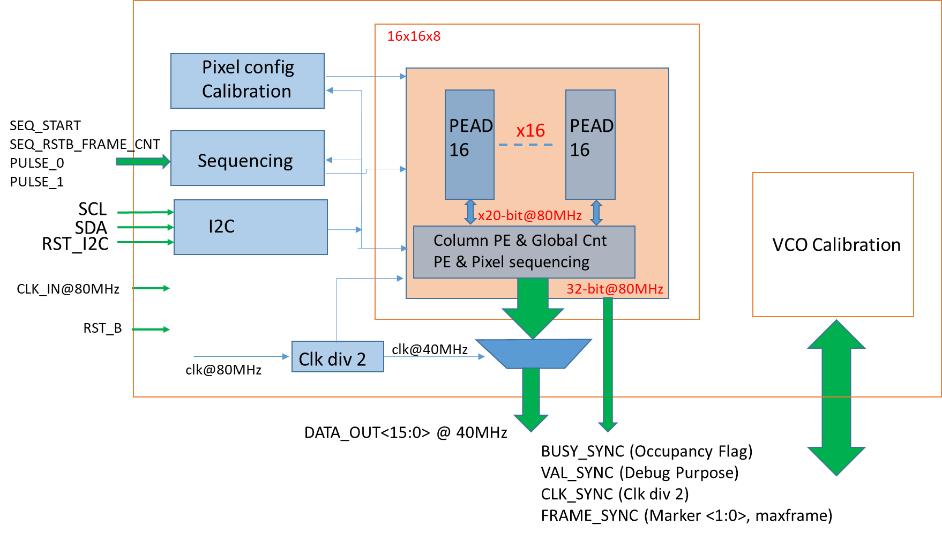 16x16x8
Pixel config
Calibration
SEQ_START
SEQ_RSTB_FRAME_CNT
PULSE_0
PULSE_1
Sequencing
PEAD
16
x16
PEAD
16
SCL
SDA
RST_I2C
I2C
x20-bit@80MHz
Column PE & Global Cnt
PE & Pixel sequencing
VCO Calibration
CLK_IN@80MHz
32-bit@80MHz
RST_B
clk@80MHz
Clk div 2
clk@40MHz
DATA_OUT<15:0> @ 40MHz
BUSY_SYNC (Occupancy Flag)
VAL_SYNC (Debug Purpose)
CLK_SYNC (Clk div 2)
FRAME_SYNC (Marker <1:0>, maxframe)